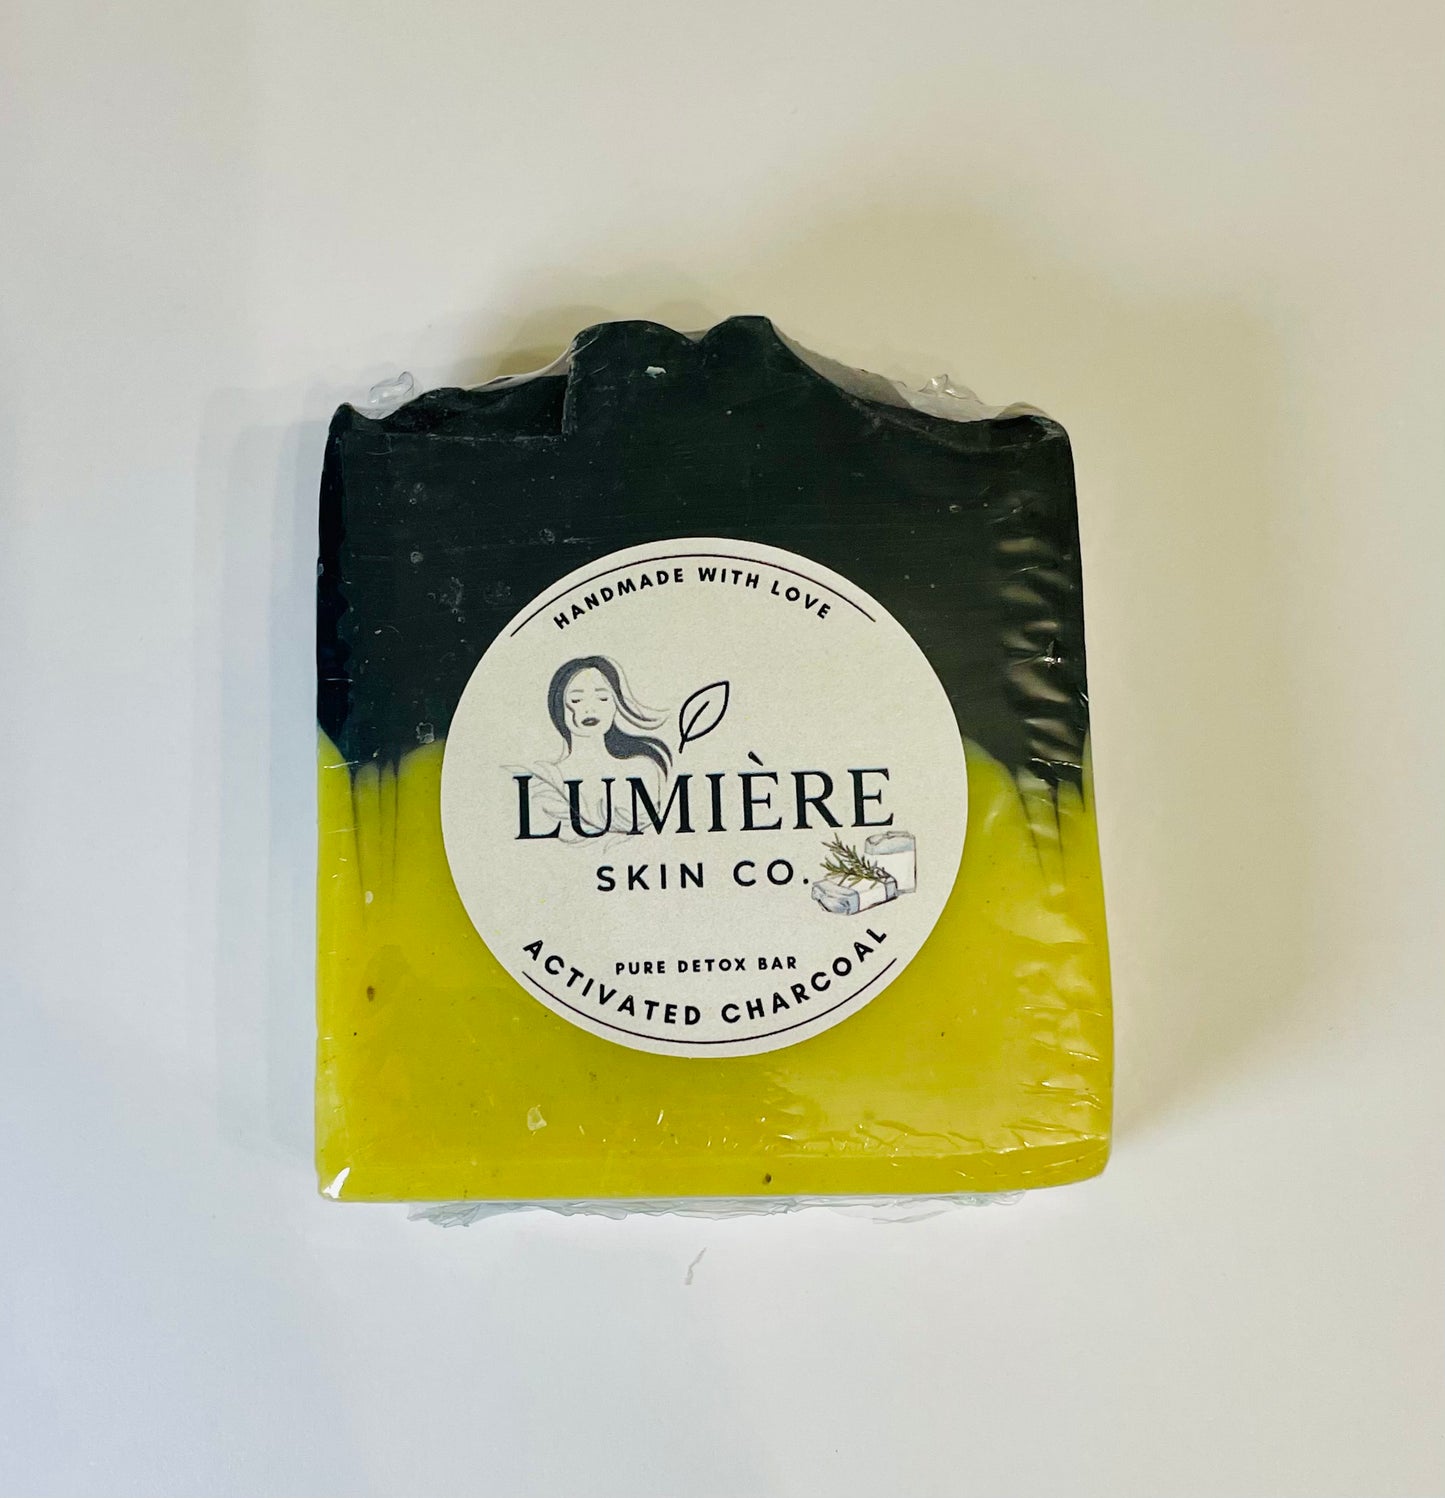 HANDMADE WITH LOVE
LUMIÈRE
SKIN CO.
PURE DETOX BAR
ACTIVATED CHARCOAL